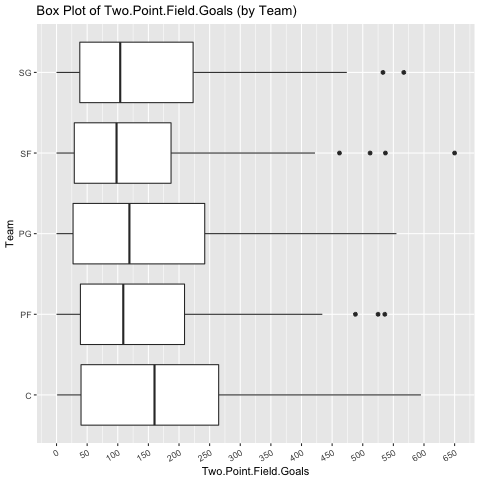 Box Plot of Two.Point.Field.Goals (by Team)
SG
SF
PG
PF
C
Team
0 50 100 150 200 250 300 350 400 450 500 550 600 650
Two.Point.Field.Goals